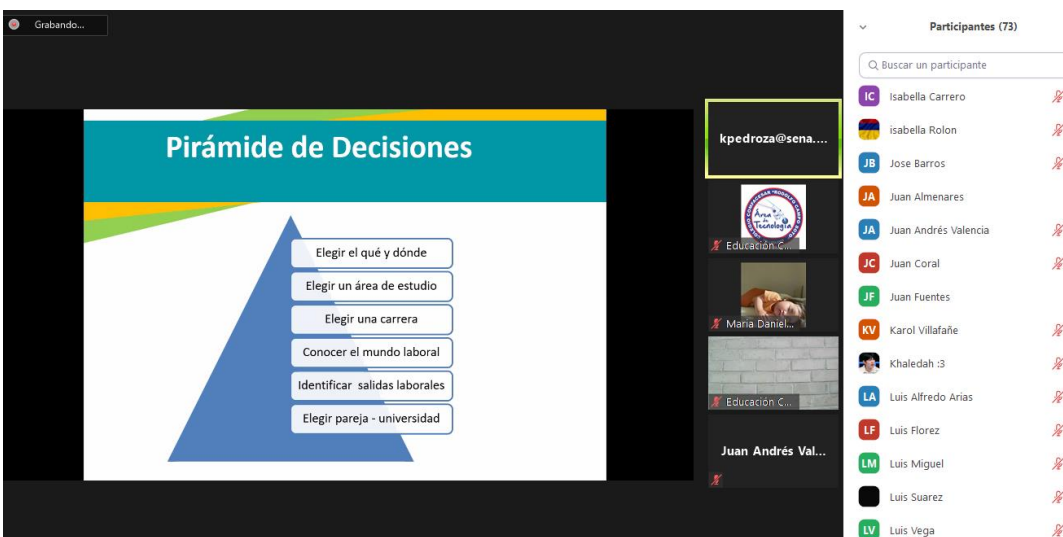 Grabando...
Participantes (73)
Buscar un participante
Pirámide de Decisiones
Elegir el qué y dónde
Elegir un área de estudio
Elegir una carrera
Conocer el mundo laboral
Identificar salidas laborales
Elegir pareja - universidad
kpedroza@sena....
Área
de
Tecnología
Educación C...
Maria Daniel...
Educación C...
Juan Andrés Val...
IC Isabella Carrero
isabella Rolon
JB Jose Barros
JA Juan Almenares
JA Juan Andrés Valencia
JC Juan Coral
JF Juan Fuentes
KV Karol Villafañe
Khaledah :3
LA Luis Alfredo Arias
LF Luis Florez
LM Luis Miguel
Luis Suarez
LV Luis Vega